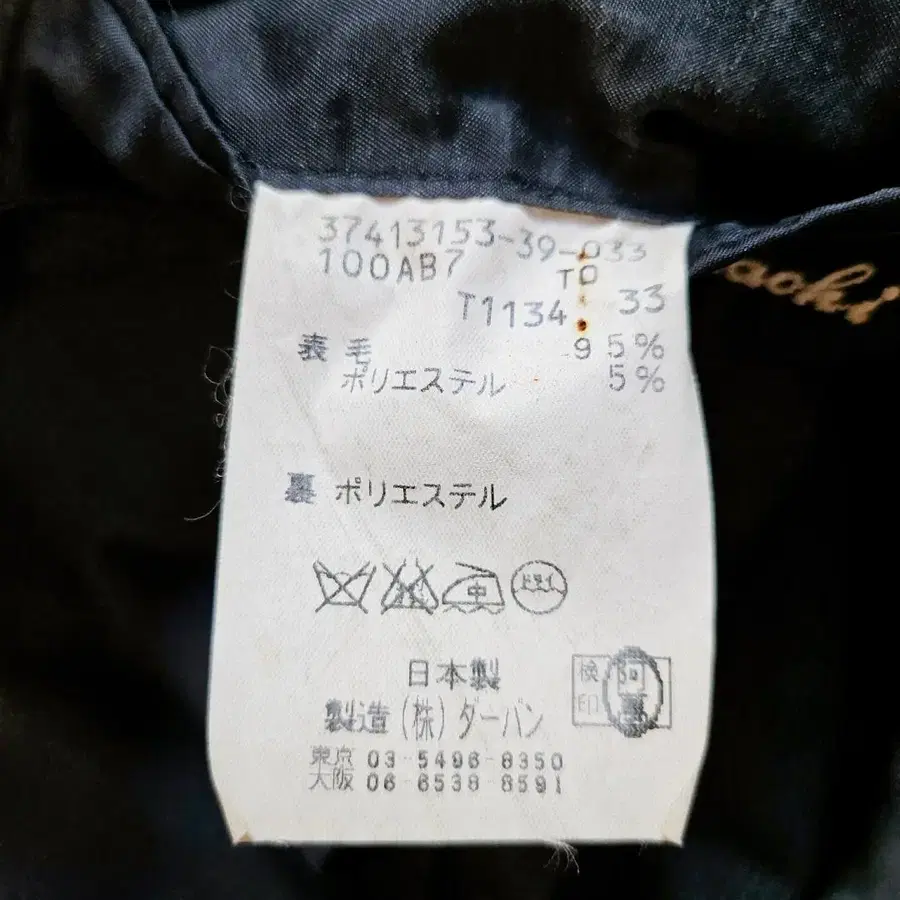 37413153-39-033
100AB7 TO
T1134 33
表 毛 95%
ポリエステル 5%
裏 ポリエステル
中 ドライ
日本製
製造(株)ダーバン
検印
東京 03-5496-8350
大阪 06-6538-8591
aohi